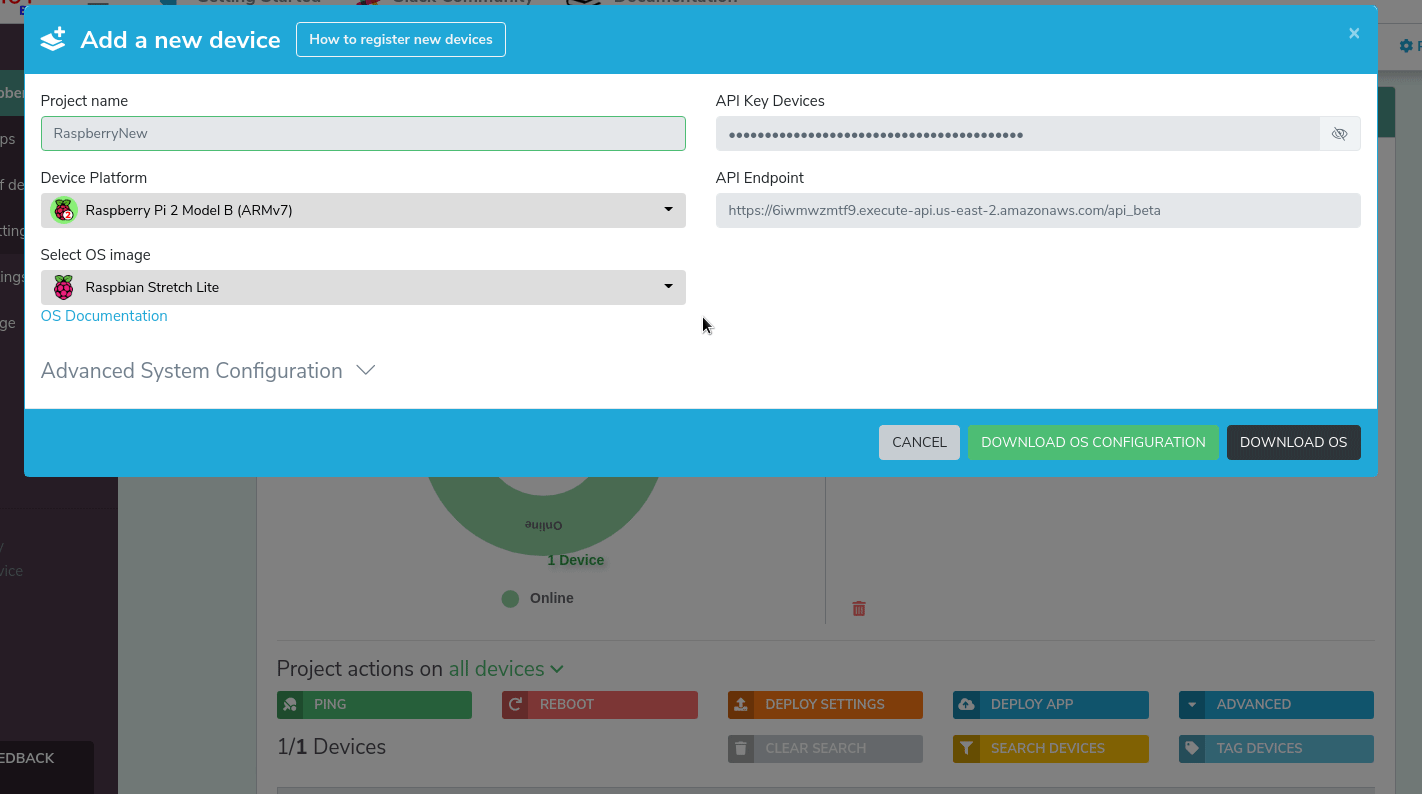 Add a new device
How to register new devices
×
Project name
RaspberryNew
API Key Devices
••••••••••••••••••••••••••••••••••••••••
Device Platform
Raspberry Pi 2 Model B (ARMv7)
API Endpoint
https://6iwmwzmtf9.execute-api.us-east-2.amazonaws.com/api_beta
Select OS image
Raspbian Stretch Lite
OS Documentation
Advanced System Configuration
CANCEL
DOWNLOAD OS CONFIGURATION
DOWNLOAD OS
Online
1 Device
Online
Project actions on all devices
PING
REBOOT
DEPLOY SETTINGS
DEPLOY APP
ADVANCED
1/1 Devices
CLEAR SEARCH
SEARCH DEVICES
TAG DEVICES
EDBACK